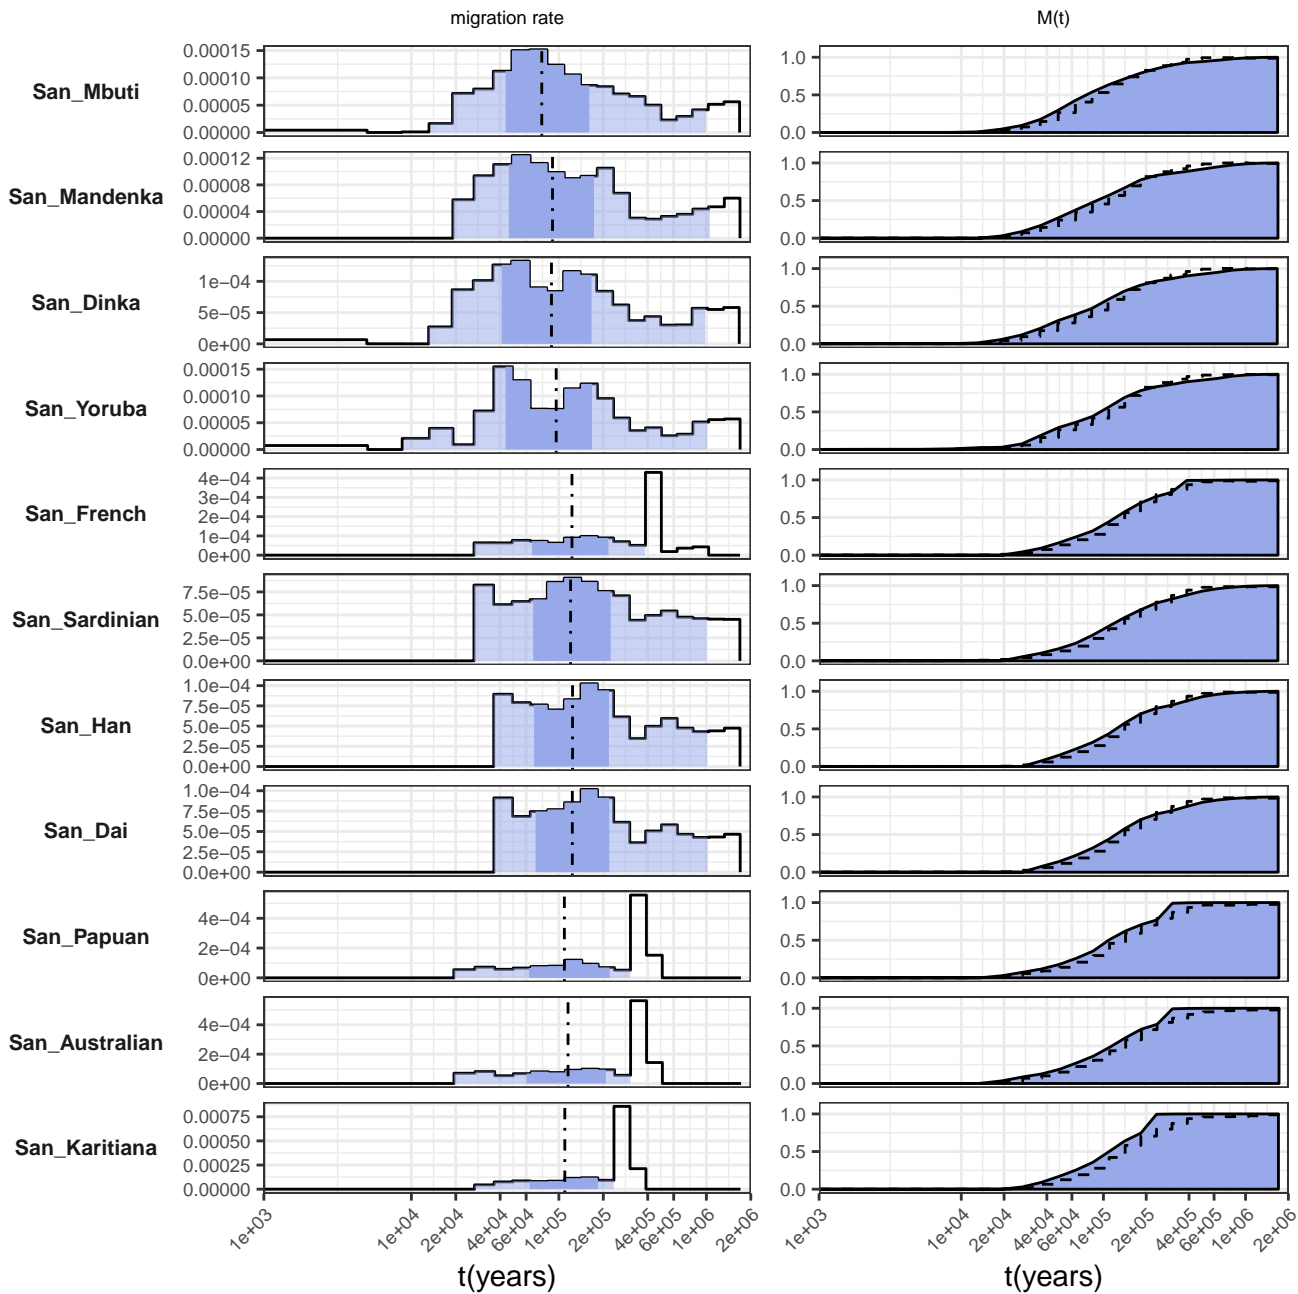 migration rate M(t)
San_Mbuti
0.00015
0.00010
0.00005
0.00000
1.0
0.5
0.0
San_Mandenka
0.00012
0.00008
0.00004
0.00000
1.0
0.5
0.0
San_Dinka
1e−04
5e−05
0e+00
1.0
0.5
0.0
San_Yoruba
0.00015
0.00010
0.00005
0.00000
1.0
0.5
0.0
San_French
4e−04
3e−04
2e−04
1e−04
0e+00
1.0
0.5
0.0
San_Sardinian
7.5e−05
5.0e−05
2.5e−05
0.0e+00
1.0
0.5
0.0
San_Han
1.0e−04
7.5e−05
5.0e−05
2.5e−05
0.0e+00
1.0
0.5
0.0
San_Dai
1.0e−04
7.5e−05
5.0e−05
2.5e−05
0.0e+00
1.0
0.5
0.0
San_Papuan
4e−04
2e−04
0e+00
1.0
0.5
0.0
San_Australian
4e−04
2e−04
0e+00
1.0
0.5
0.0
San_Karitiana
0.00075
0.00050
0.00025
0.00000
1.0
0.5
0.0
1e+03 1e+04 2e+04 4e+04 6e+04 1e+05 2e+05 4e+05 6e+05 1e+06 2e+06
1e+03 1e+04 2e+04 4e+04 6e+04 1e+05 2e+05 4e+05 6e+05 1e+06 2e+06
t(years) t(years)